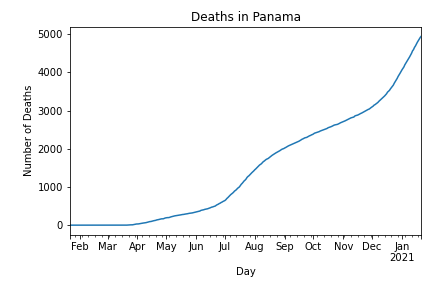 Deaths in Panama
5000
4000
3000
2000
1000
0
Number of Deaths
Feb Mar Apr May Jun Jul Aug Sep Oct Nov Dec Jan
2021
Day